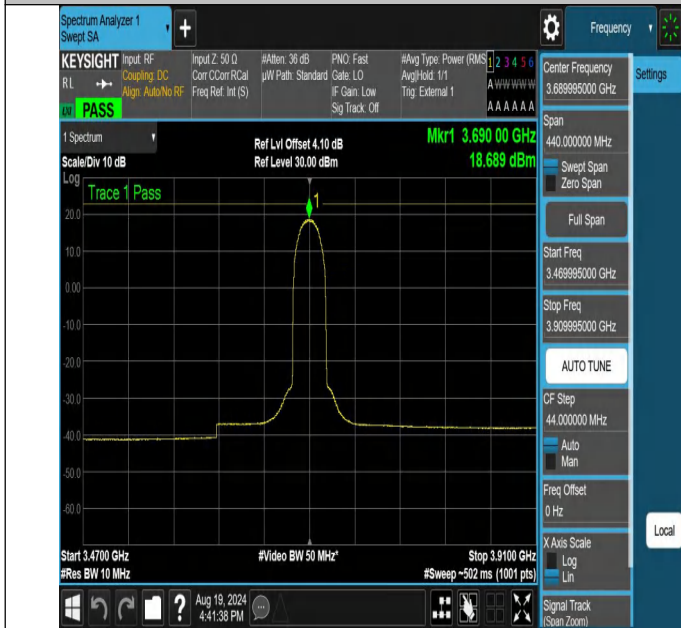 Spectrum Analyzer 1
Swept SA
+
Frequency
KEYSIGHT
RL
PASS
Input: RF
Coupling: DC
Align: Auto/No RF
Input Z: 50 Ω
Corr CCorr RCal
Freq Ref: Int (S)
#Atten: 36 dB
µW Path: Standard
PNO: Fast
Gate: LO
IF Gain: Low
Sig Track: Off
#Avg Type: Power (RMS
Avg|Hold: 1/1
Trig: External 1
1 2 3 4 5 6
A W W W W W
A A A A A A
1 Spectrum
Scale/Div 10 dB
Ref Lvl Offset 4.10 dB
Ref Level 30.00 dBm
Mkr1 3.690 00 GHz
18.689 dBm
Log
Trace 1 Pass
1
20.0
10.0
0.00
-10.0
-20.0
-30.0
-40.0
-50.0
-60.0
Start 3.4700 GHz
#Res BW 10 MHz
#Video BW 50 MHz*
Stop 3.9100 GHz
#Sweep ~502 ms (1001 pts)
?
Aug 19, 2024
4:41:38 PM
Center Frequency
3.689995000 GHz
Settings
Span
440.000000 MHz
Swept Span
Zero Span
Full Span
Start Freq
3.469995000 GHz
Stop Freq
3.909995000 GHz
AUTO TUNE
CF Step
44.000000 MHz
Auto
Man
Freq Offset
0 Hz
Local
X Axis Scale
Log
Lin
Signal Track
(Span Zoom)